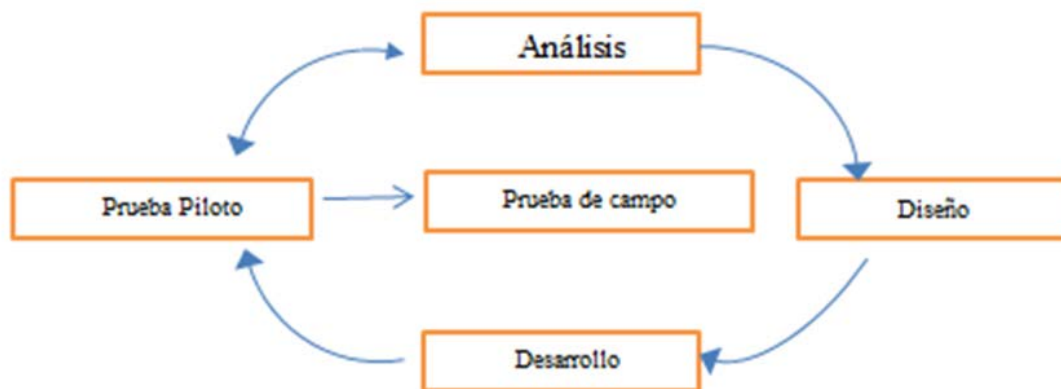 Análisis
Prueba Piloto
Prueba de campo
Diseño
Desarrollo